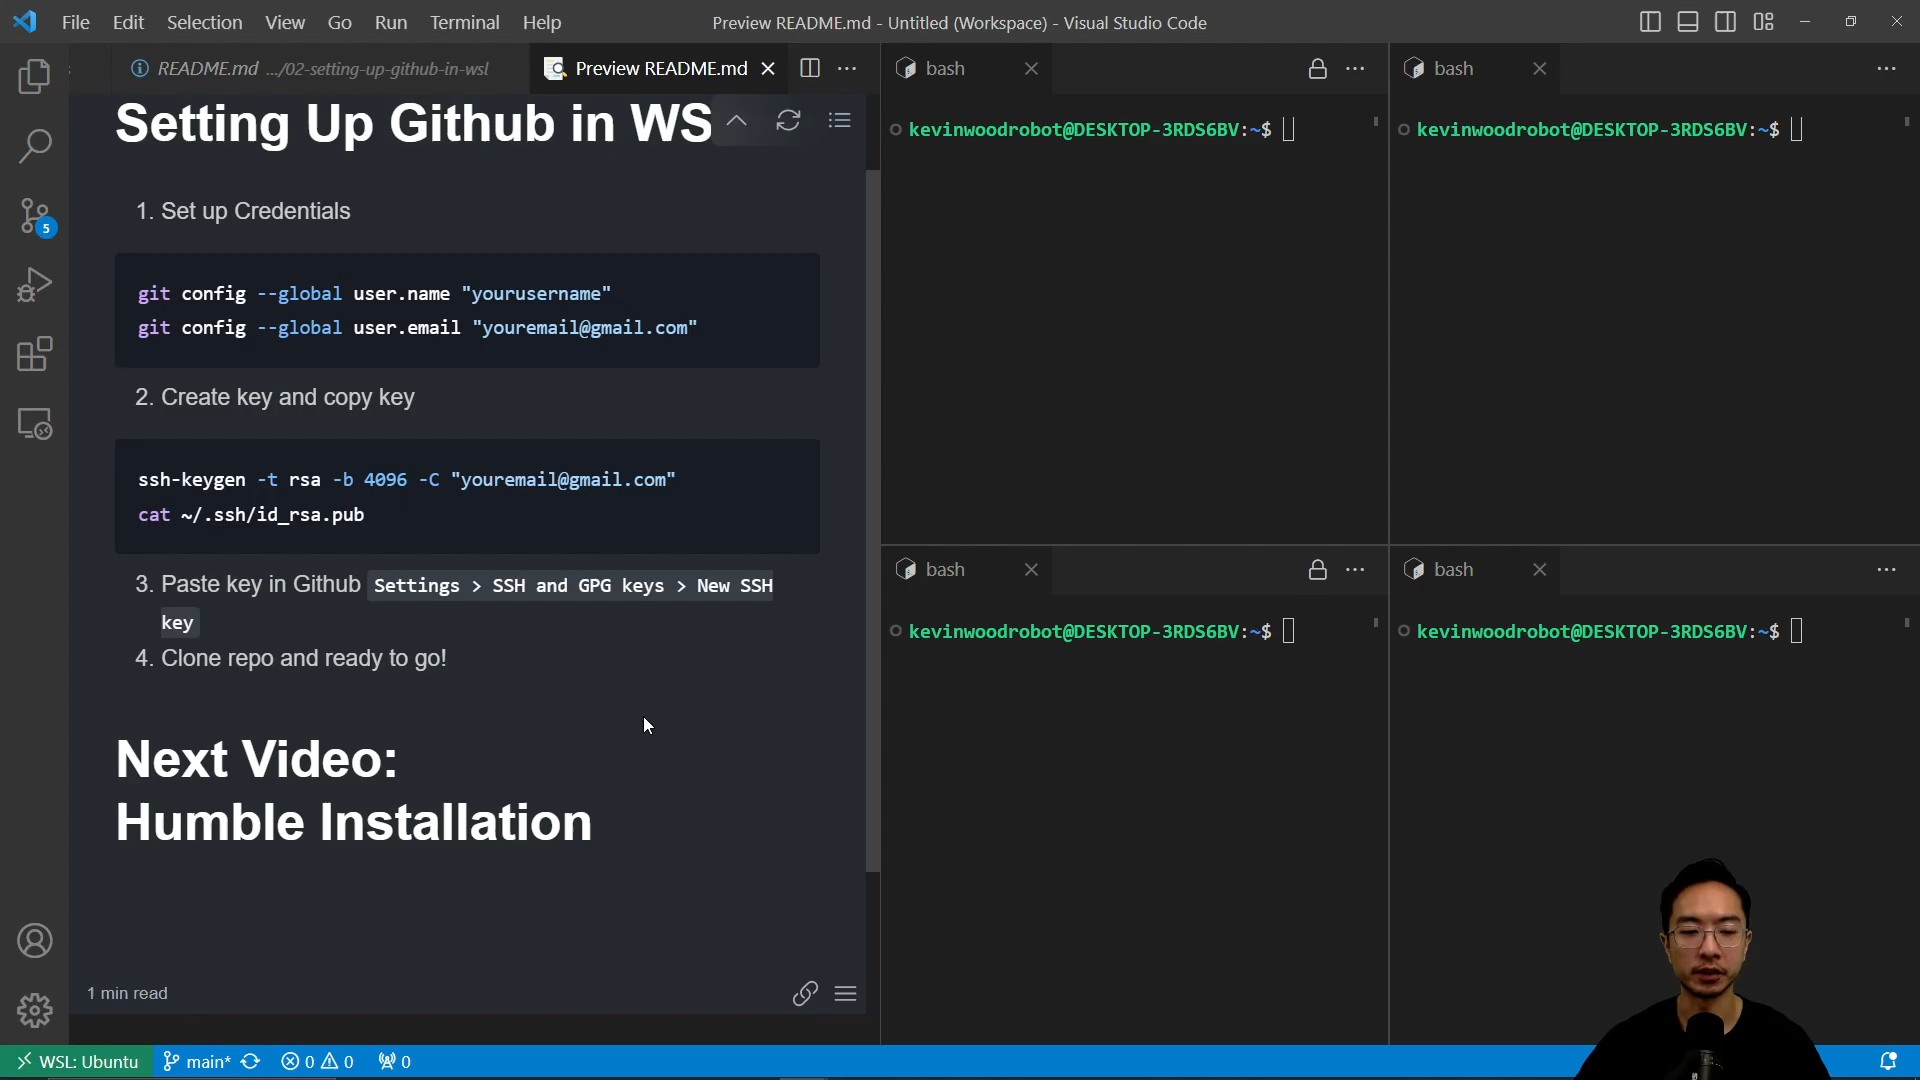 File Edit Selection View Go Run Terminal Help
Preview README.md - Untitled (Workspace) - Visual Studio Code
README.md .../02-setting-up-github-in-wsl
Preview README.md
bash
bash
Setting Up Github in WS
kevinwoodrobot@DESKTOP-3RDS6BV:~$
kevinwoodrobot@DESKTOP-3RDS6BV:~$
1. Set up Credentials
5
git config --global user.name "yourusername"
git config --global user.email "youremail@gmail.com"
2. Create key and copy key
ssh-keygen -t rsa -b 4096 -C "youremail@gmail.com"
cat ~/.ssh/id_rsa.pub
3. Paste key in Github Settings > SSH and GPG keys > New SSH
key
4. Clone repo and ready to go!
bash
bash
kevinwoodrobot@DESKTOP-3RDS6BV:~$
kevinwoodrobot@DESKTOP-3RDS6BV:~$
Next Video:
Humble Installation
1 min read
WSL: Ubuntu main* 0 0 0